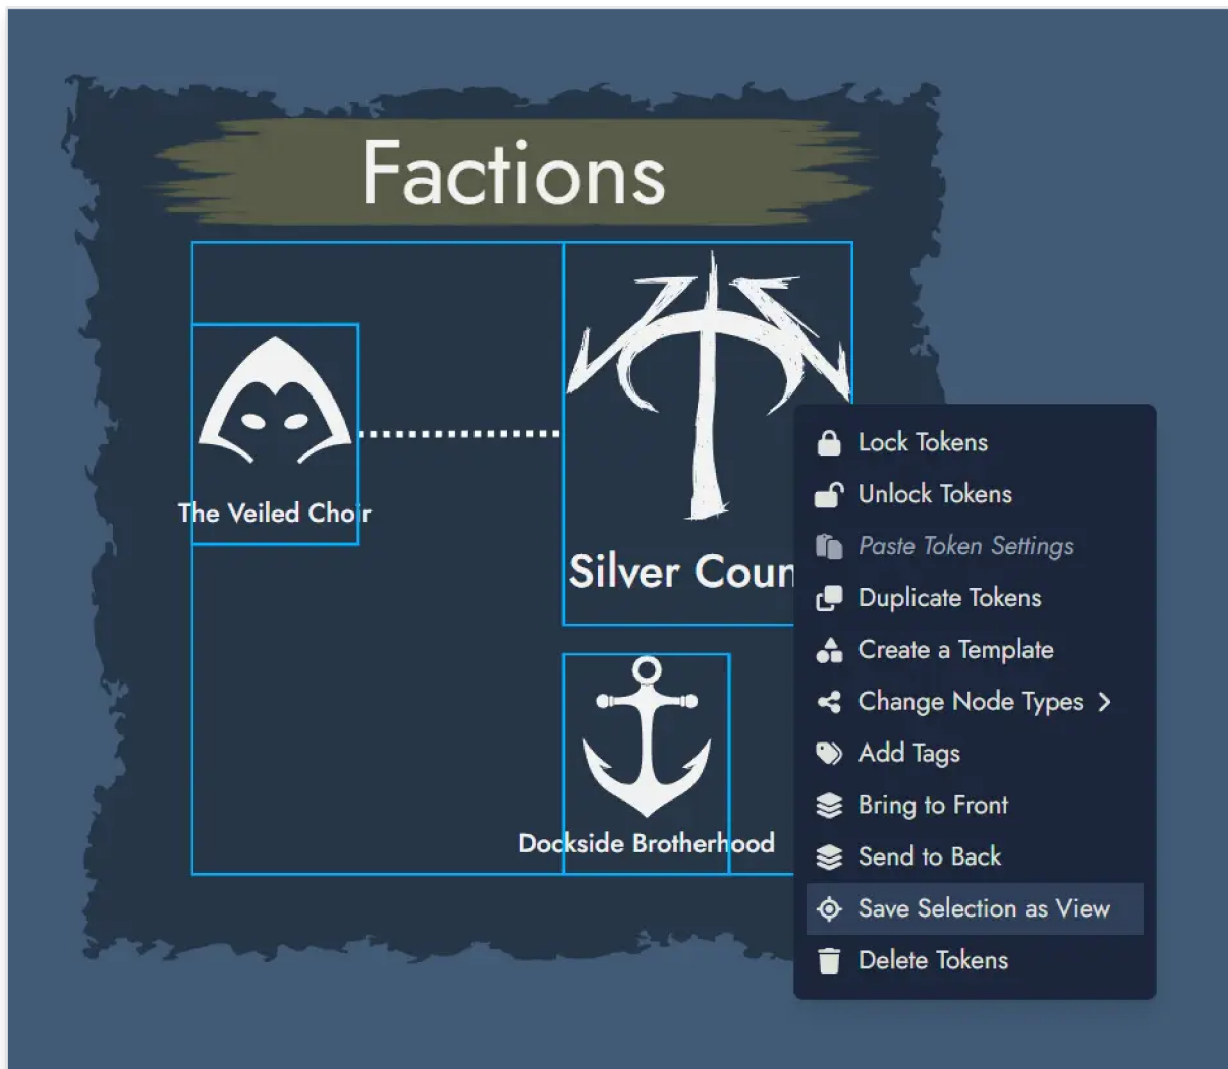 Factions
The Veiled Choir
Silver Coun
Dockside Brotherhood
Lock Tokens
Unlock Tokens
Paste Token Settings
Duplicate Tokens
Create a Template
Change Node Types
Add Tags
Bring to Front
Send to Back
Save Selection as View
Delete Tokens